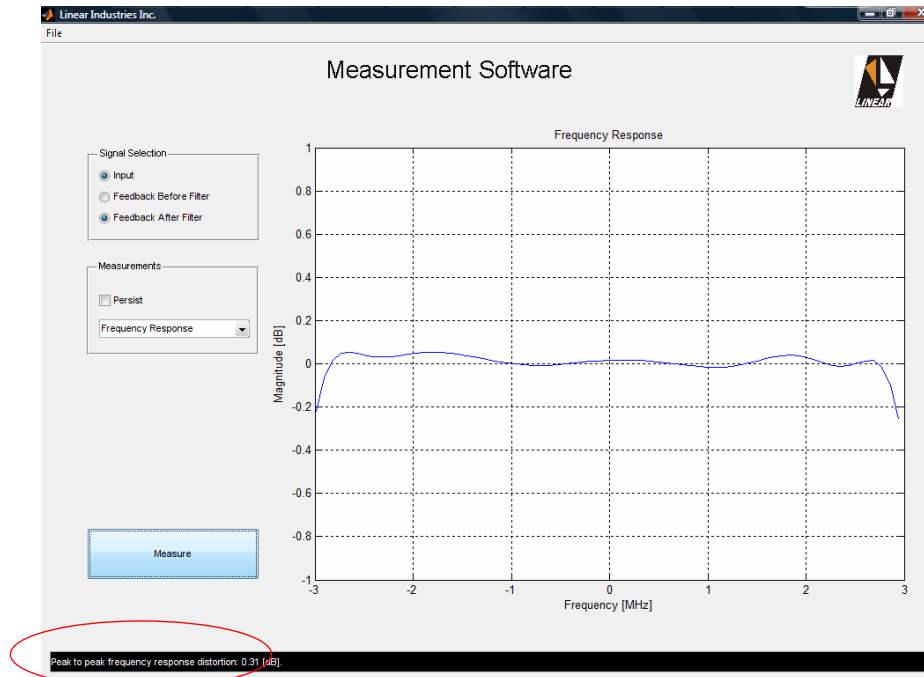 Linear Industries Inc.
File
Measurement Software
LINEAR
Signal Selection
Input
Feedback Before Filter
Feedback After Filter
Measurements
Persist
Frequency Response
Measure
Frequency Response
Magnitude [dB]
1
0.8
0.6
0.4
0.2
0
-0.2
-0.4
-0.6
-0.8
-1
-3 -2 -1 0 1 2 3
Frequency [MHz]
Peak to peak frequency response distortion: 0.31 [dB].